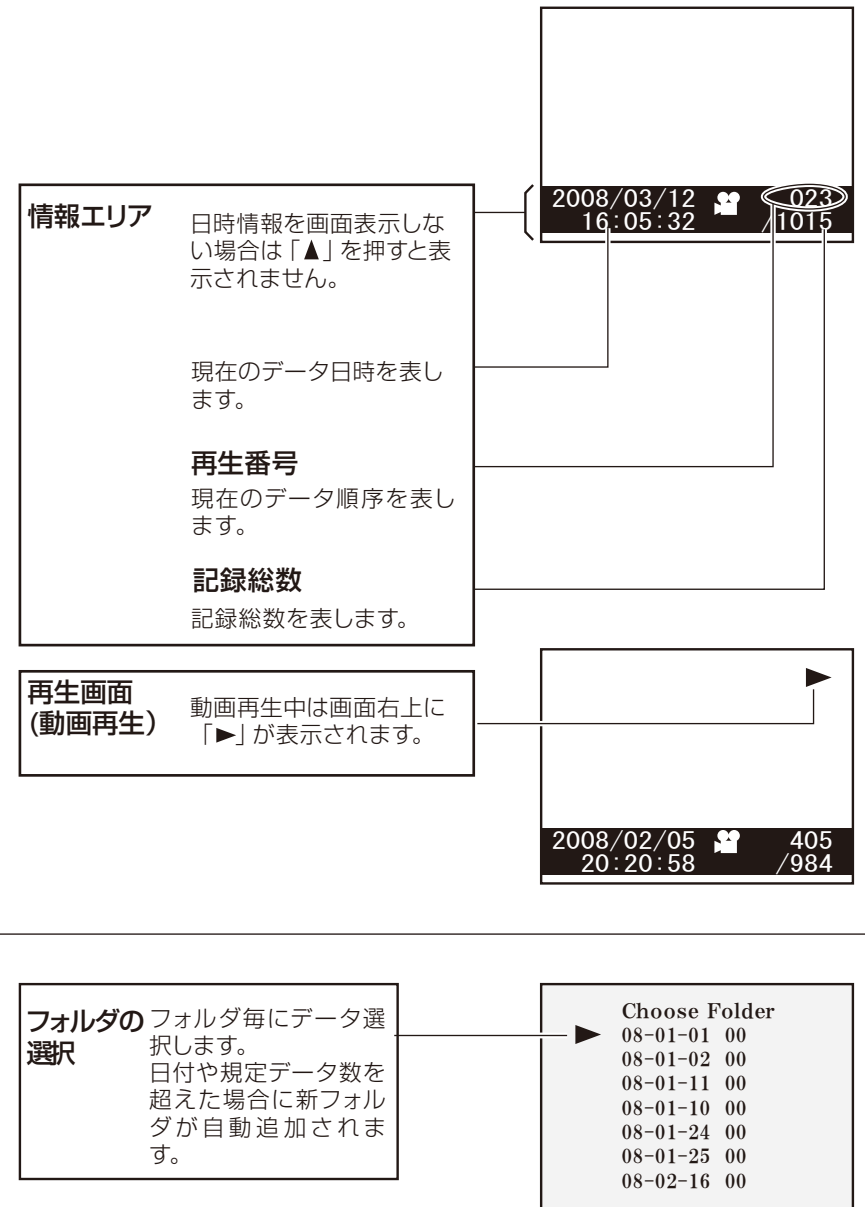 情報エリア
日時情報を画面表示しな
い場合は「▲」を押すと表
示されません。
現在のデータ日時を表し
ます。
再生番号
現在のデータ順序を表し
ます。
記録総数
記録総数を表します。
2008/03/12 023
16:05:32 /1015
再生画面
(動画再生)
動画再生中は画面右上に
「▶」が表示されます。
▶
2008/02/05 405
20:20:58 /984
フォルダの
選択
フォルダ毎にデータ選
択します。
日付や規定データ数を
超えた場合に新フォル
ダが自動追加されま
す。
Choose Folder
▶ 08-01-01 00
08-01-02 00
08-01-11 00
08-01-10 00
08-01-24 00
08-01-25 00
08-02-16 00